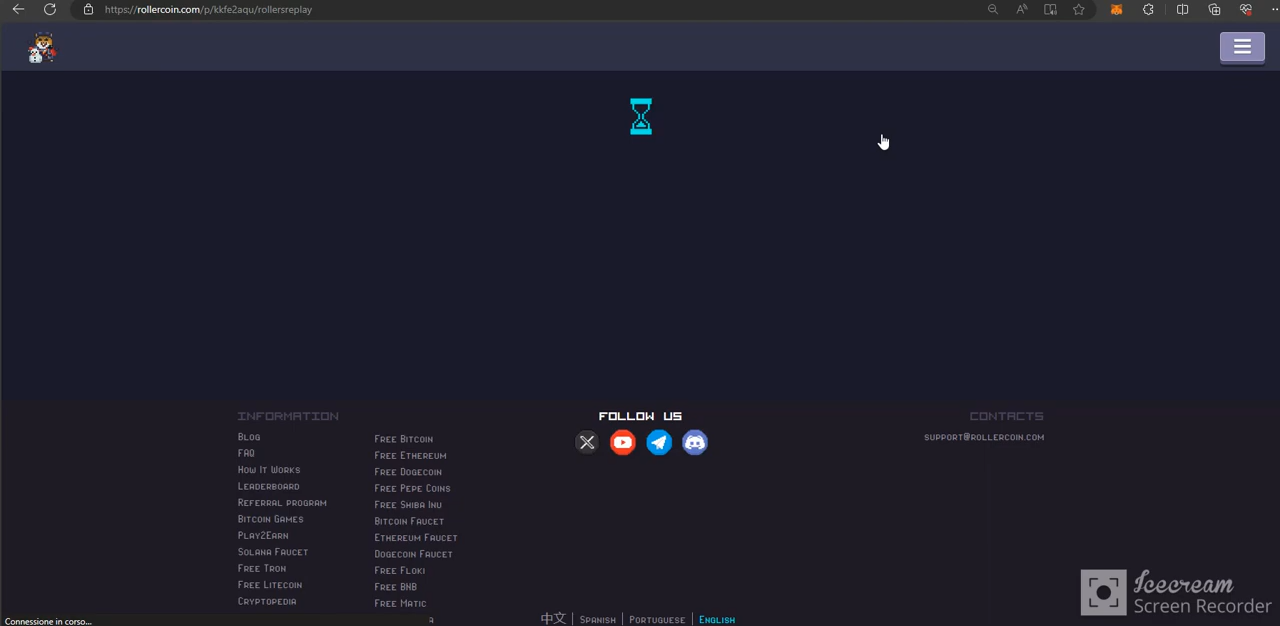 https://rollercoin.com/p/kkfe2aqu/rollersreplay
INFORMATION
Blog
FAQ
How It Works
Leaderboard
Referral program
Bitcoin Games
Play2Earn
Solana Faucet
Free Tron
Free Litecoin
Cryptopedia
Free Bitcoin
Free Ethereum
Free Dogecoin
Free Pepe Coins
Free Shiba Inu
Bitcoin Faucet
Ethereum Faucet
Dogecoin Faucet
Free Floki
Free BNB
Free Matic
a
FOLLOW US
CONTACTS
support@rollercoin.com
中文 | Spanish | Portuguese | English
Connessione in corso...
Icecream
Screen Recorder